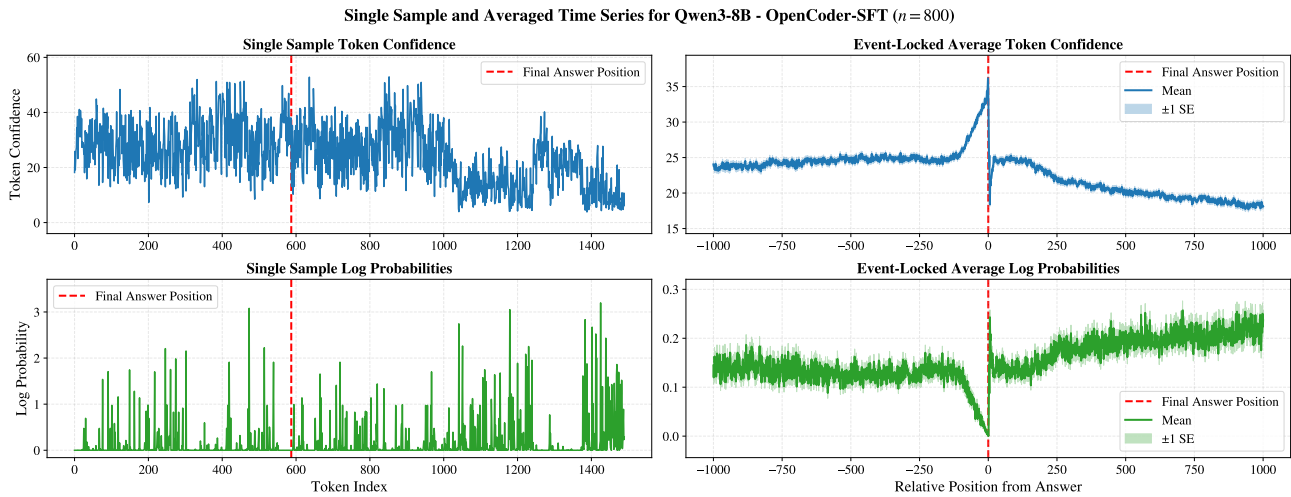 Single Sample and Averaged Time Series for Qwen3-8B - OpenCoder-SFT (n = 800)
Single Sample Token Confidence
Token Confidence
60
40
20
0
Final Answer Position
0 200 400 600 800 1000 1200 1400
Event-Locked Average Token Confidence
35
30
25
20
15
Final Answer Position
Mean
±1 SE
−1000 −750 −500 −250 0 250 500 750 1000
Single Sample Log Probabilities
Log Probability
3
2
1
0
Final Answer Position
0 200 400 600 800 1000 1200 1400
Token Index
Event-Locked Average Log Probabilities
0.3
0.2
0.1
0.0
Final Answer Position
Mean
±1 SE
−1000 −750 −500 −250 0 250 500 750 1000
Relative Position from Answer